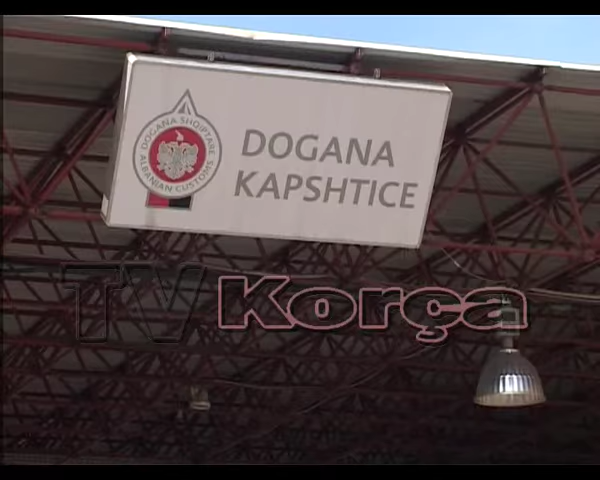 DOGANA SHQIPTARE
ALBANIAN CUSTOMS
DOGANA
KAPSHTICE
TV Korça